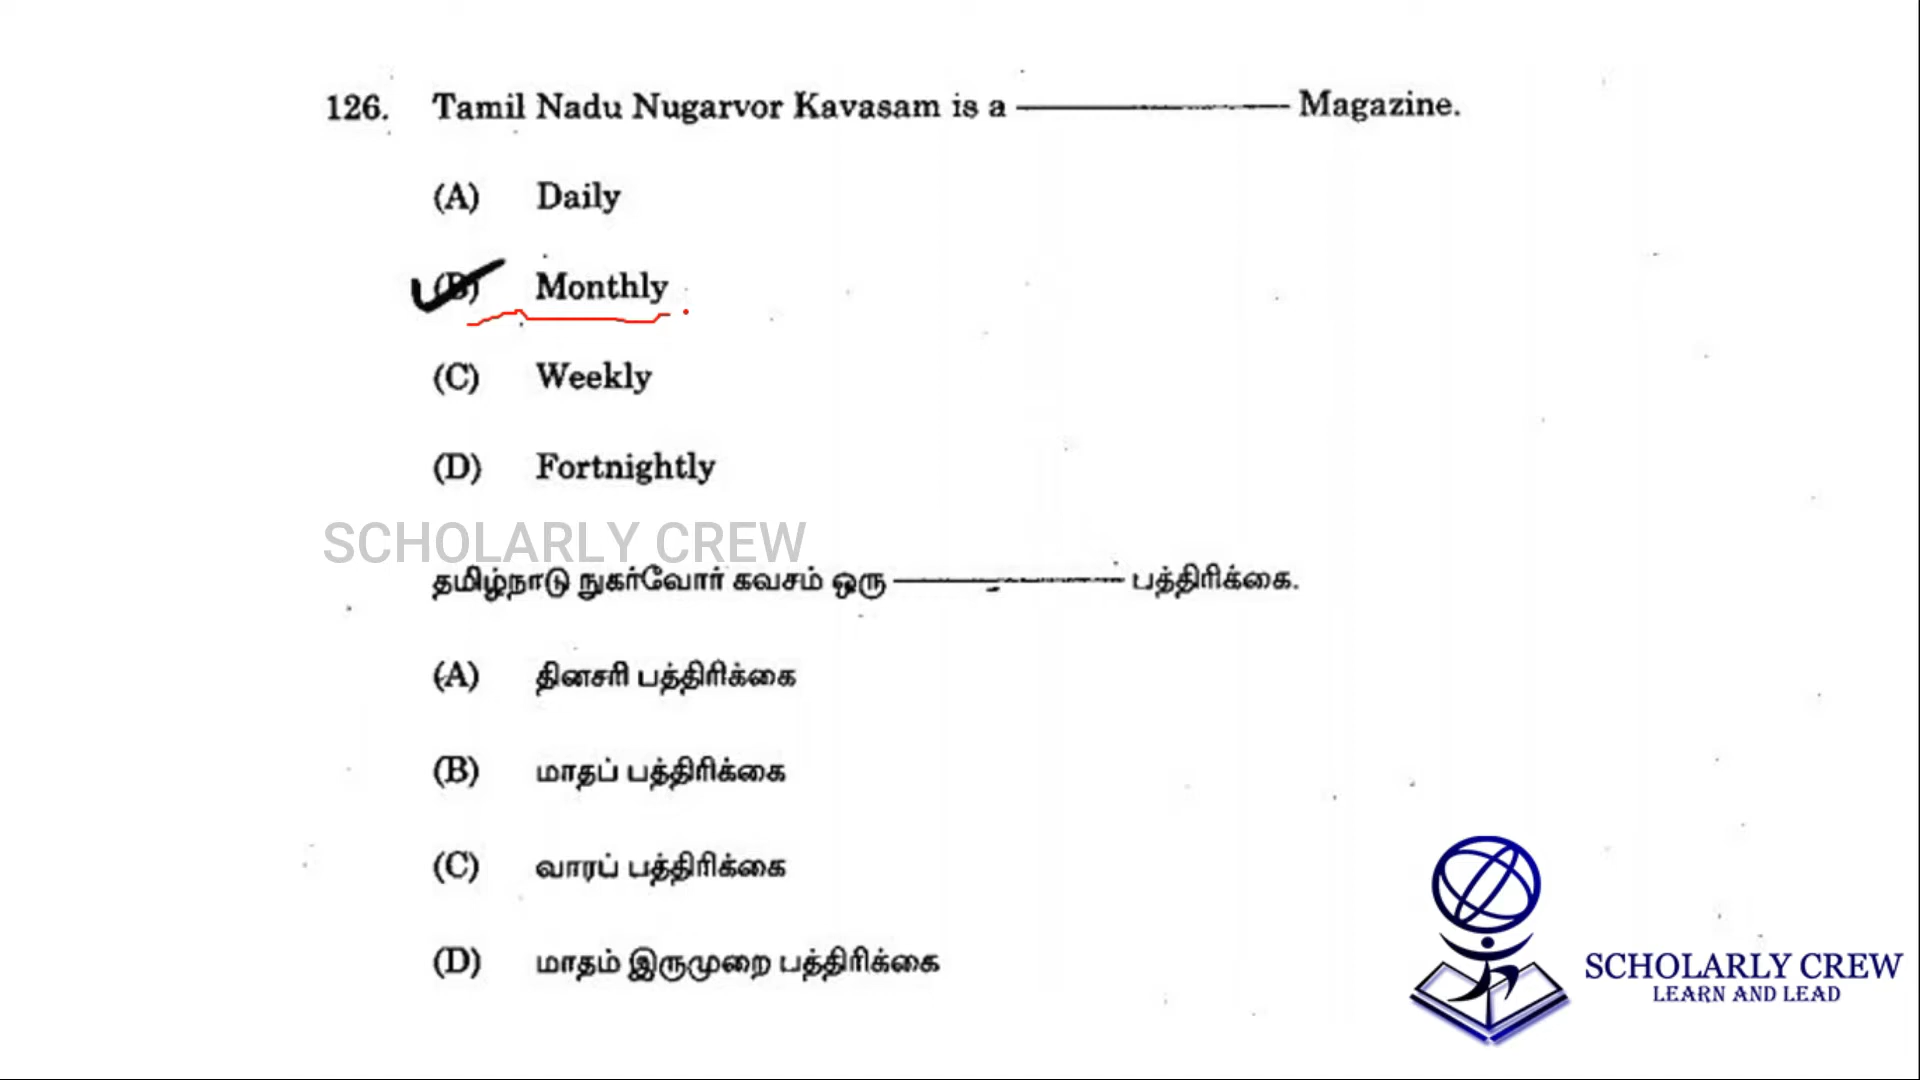 126. Tamil Nadu Nugarvor Kavasam is a ———— Magazine.
(A) Daily
(B) Monthly
(C) Weekly
(D) Fortnightly
SCHOLARLY CREW
தமிழ்நாடு நுகர்வோர் கவசம் ஒரு ———— பத்திரிக்கை.
(A) தினசரி பத்திரிக்கை
(B) மாதப் பத்திரிக்கை
(C) வாரப் பத்திரிக்கை
(D) மாதம் இருமுறை பத்திரிக்கை
SCHOLARLY CREW
LEARN AND LEAD